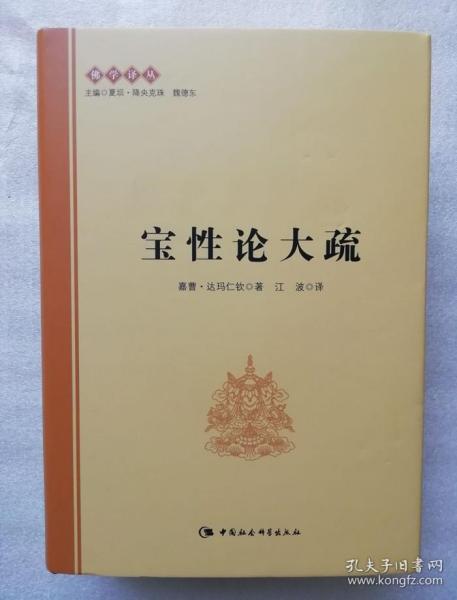 佛学译丛
主编◎夏坝·降央克珠 魏德东
宝性论大疏
嘉曹·达玛仁钦◎著 江波◎译
中国社会科学出版社
孔夫子旧书网
www.kongfz.com